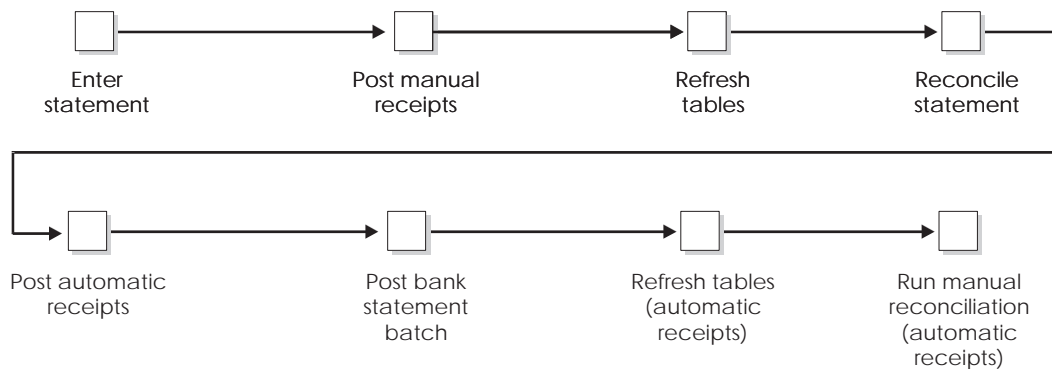 Enter
statement
Post manual
receipts
Refresh
tables
Reconcile
statement
Post automatic
receipts
Post bank
statement
batch
Refresh tables
(automatic
receipts)
Run manual
reconciliation
(automatic
receipts)